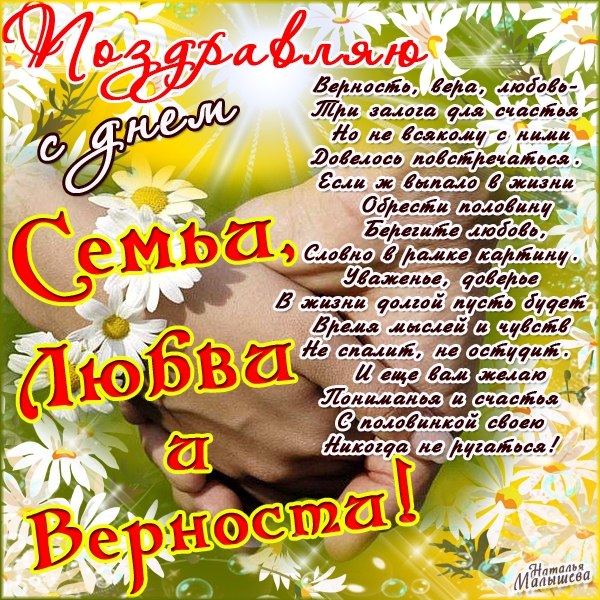 Поздравляю
с днем
Семьи,
Любви
и
Верности!
Верность, вера, любовь-
Три залога для счастья
Но не всякому с ними
Довелось повстречаться.
Если ж выпало в жизни
Обрести половину
Берегите любовь,
Словно в рамке картину.
Уваженье, доверье
В жизни долгой пусть будет
Время мыслей и чувств
Не спалит, не остудит.
И еще вам желаю
Пониманья и счастья
С половинкой своею
Никогда не ругаться!
Наталья
Малышева